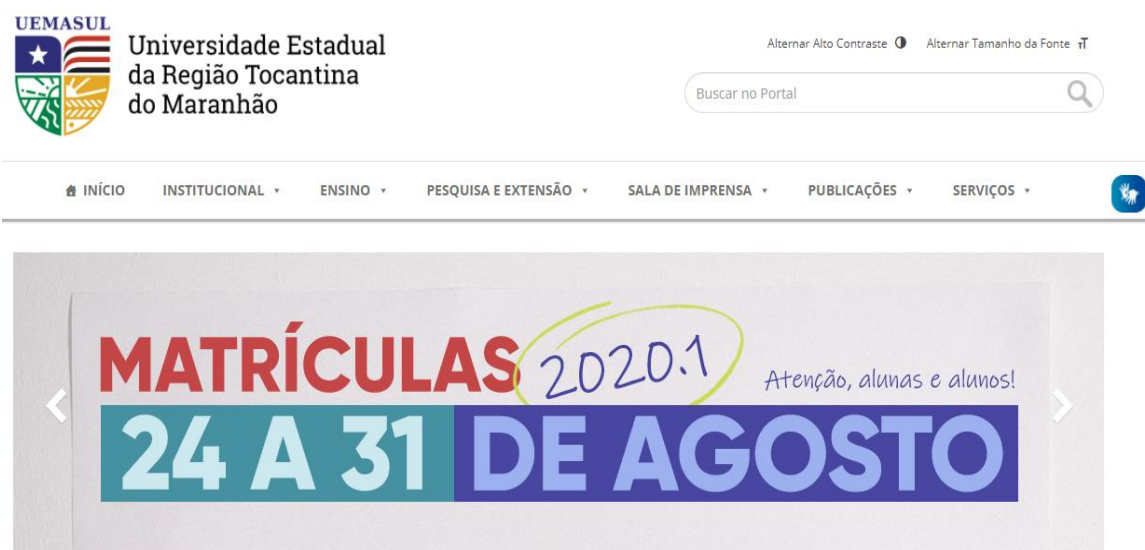 UEMASUL
Universidade Estadual
da Região Tocantina
do Maranhão
Alternar Alto Contraste Alternar Tamanho da Fonte
Buscar no Portal
INÍCIO INSTITUCIONAL ENSINO PESQUISA E EXTENSÃO SALA DE IMPRENSA PUBLICAÇÕES SERVIÇOS
MATRÍCULAS 2020.1 Atenção, alunas e alunos!
24 A 31 DE AGOSTO